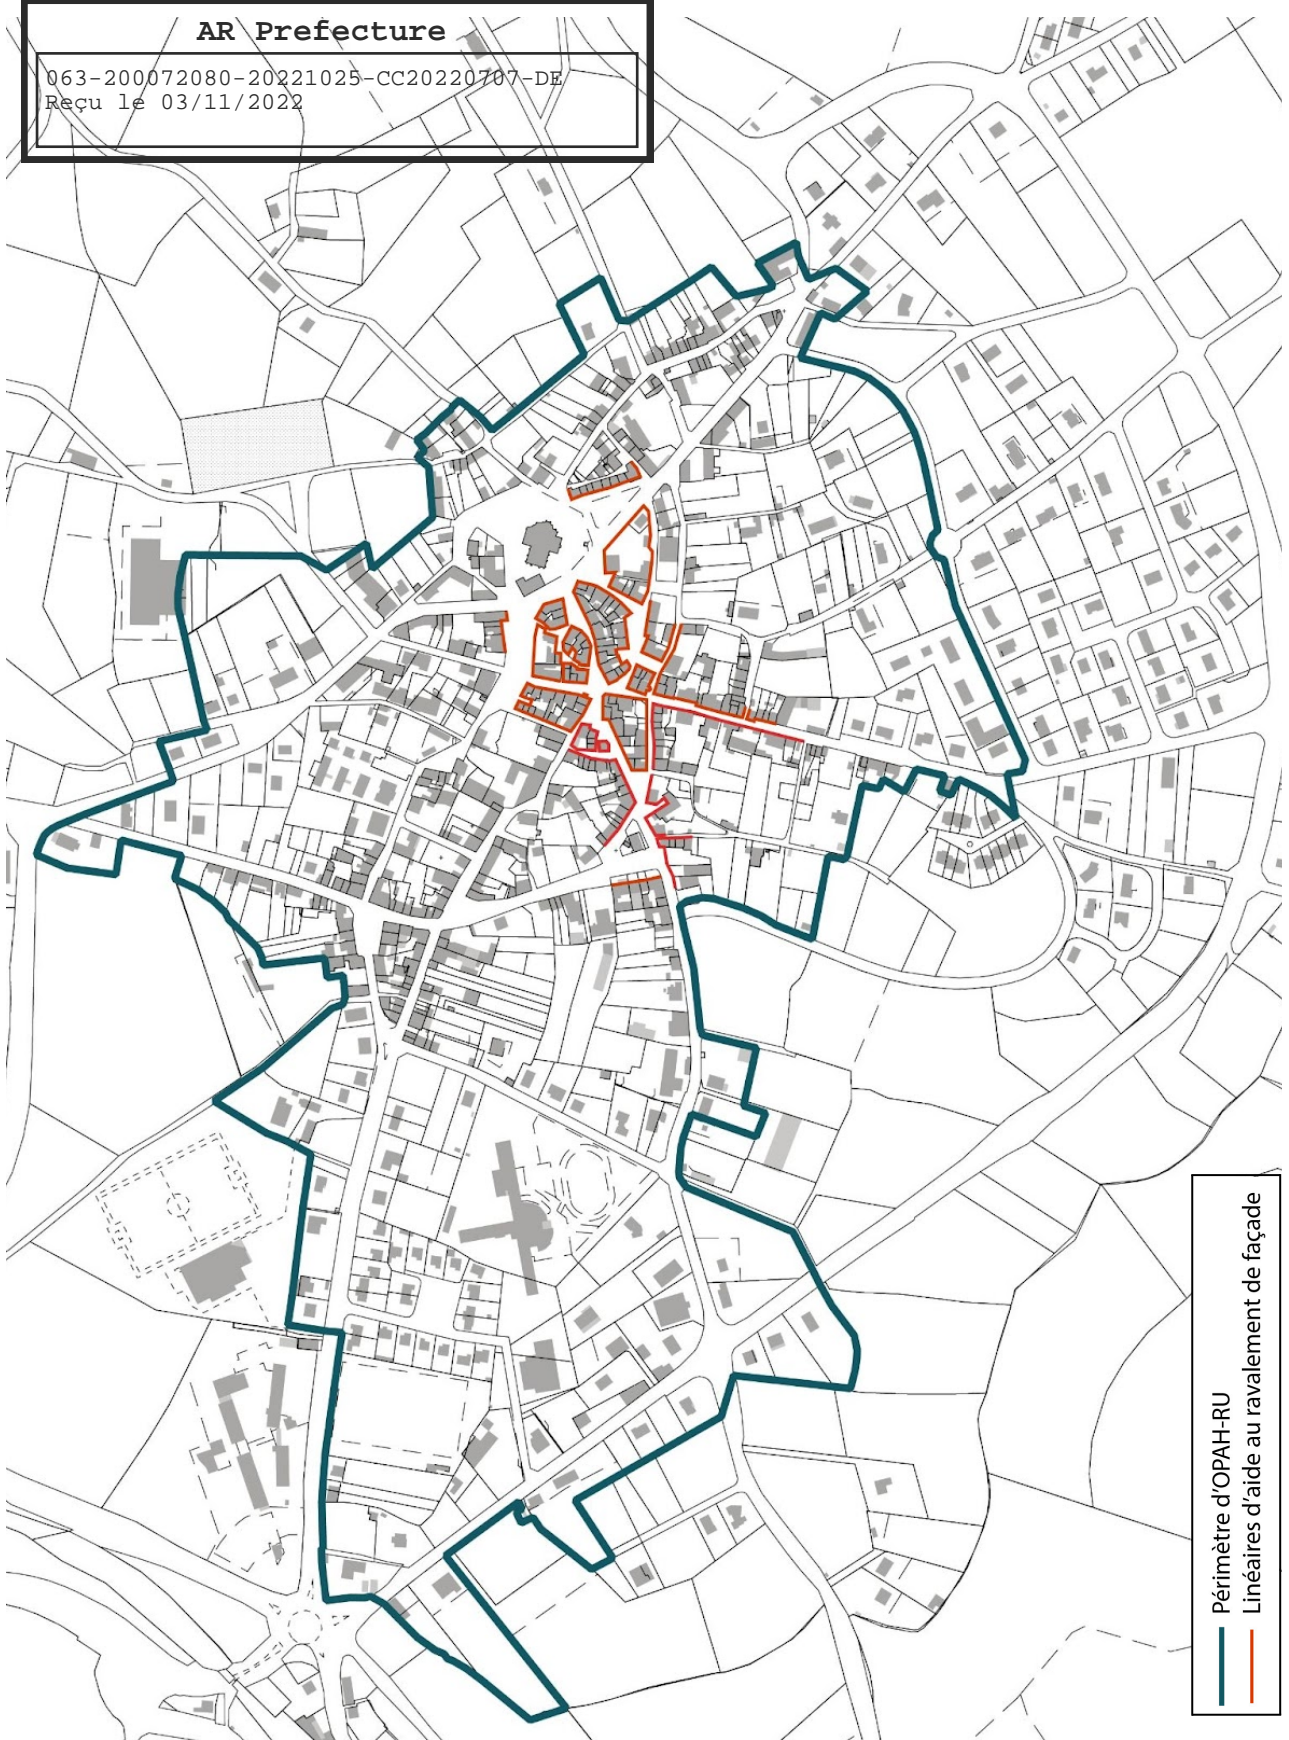 AR Prefecture
063-200072080-20221025-CC20220707-DE
Reçu le 03/11/2022
Périmètre d'OPAH-RU
Linéaires d'aide au ravalement de façade